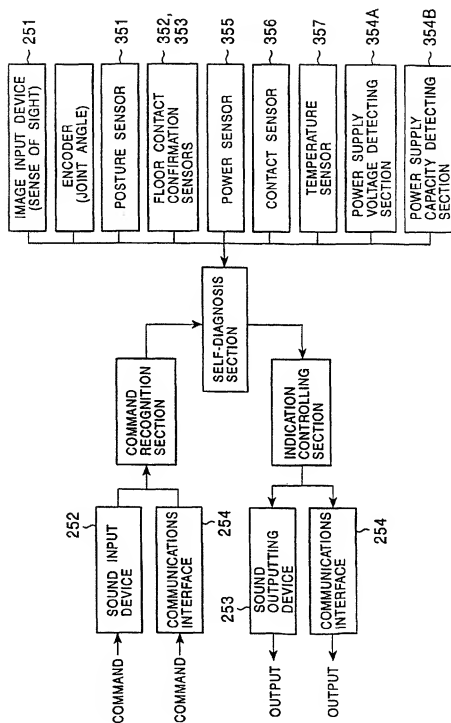 COMMAND
252
SOUND INPUT
DEVICE
COMMAND
COMMUNICATIONS
INTERFACE
254
COMMAND
RECOGNITION
SECTION
SELF-DIAGNOSIS
SECTION
INDICATION
CONTROLLING
SECTION
253
SOUND
OUTPUTTING
DEVICE
OUTPUT
COMMUNICATIONS
INTERFACE
254
OUTPUT
IMAGE INPUT DEVICE
(SENSE OF SIGHT)
251
ENCODER
(JOINT ANGLE)
POSTURE SENSOR
351
FLOOR CONTACT
CONFIRMATION
SENSORS
352,
353
POWER SENSOR
355
CONTACT SENSOR
356
TEMPERATURE
SENSOR
357
POWER SUPPLY
VOLTAGE DETECTING
SECTION
354A
POWER SUPPLY
CAPACITY DETECTING
SECTION
354B